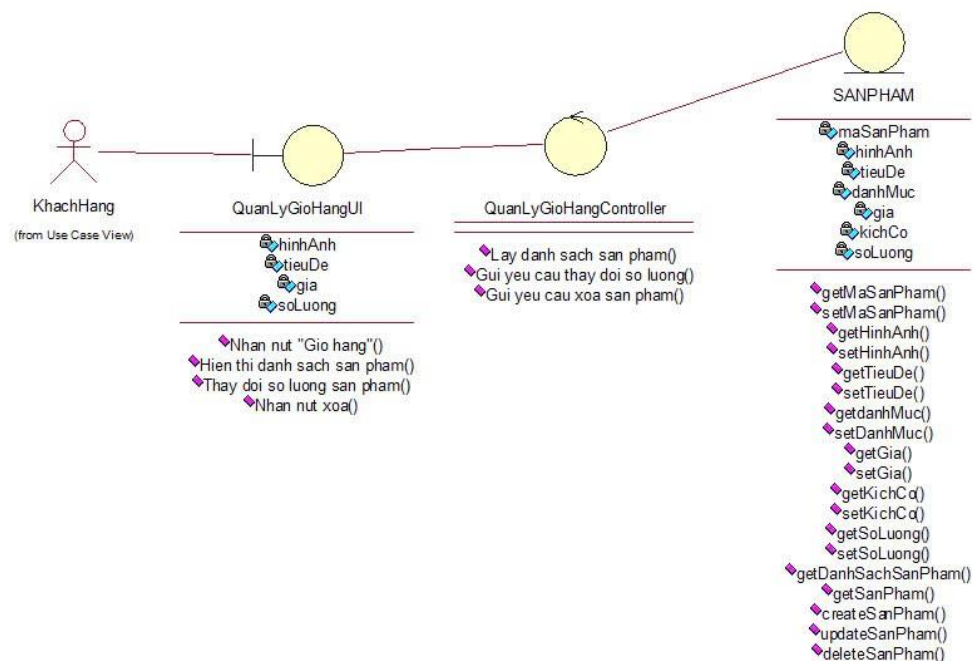 KhachHang
(from Use Case View)
QuanLyGioHangUI
hinhAnh
tieuDe
gia
soLuong
Nhan nut "Gio hang"()
Hien thi danh sach san pham()
Thay doi so luong san pham()
Nhan nut xoa()
QuanLyGioHangController
Lay danh sach san pham()
Gui yeu cau thay doi so luong()
Gui yeu cau xoa san pham()
SANPHAM
maSanPham
hinhAnh
tieuDe
danhMuc
gia
kichCo
soLuong
getMaSanPham()
setMaSanPham()
getHinhAnh()
setHinhAnh()
getTieuDe()
setTieuDe()
getdanhMuc()
setDanhMuc()
getGia()
setGia()
getKichCo()
setKichCo()
getSoLuong()
setSoLuong()
getDanhSachSanPham()
getSanPham()
createSanPham()
updateSanPham()
deleteSanPham()